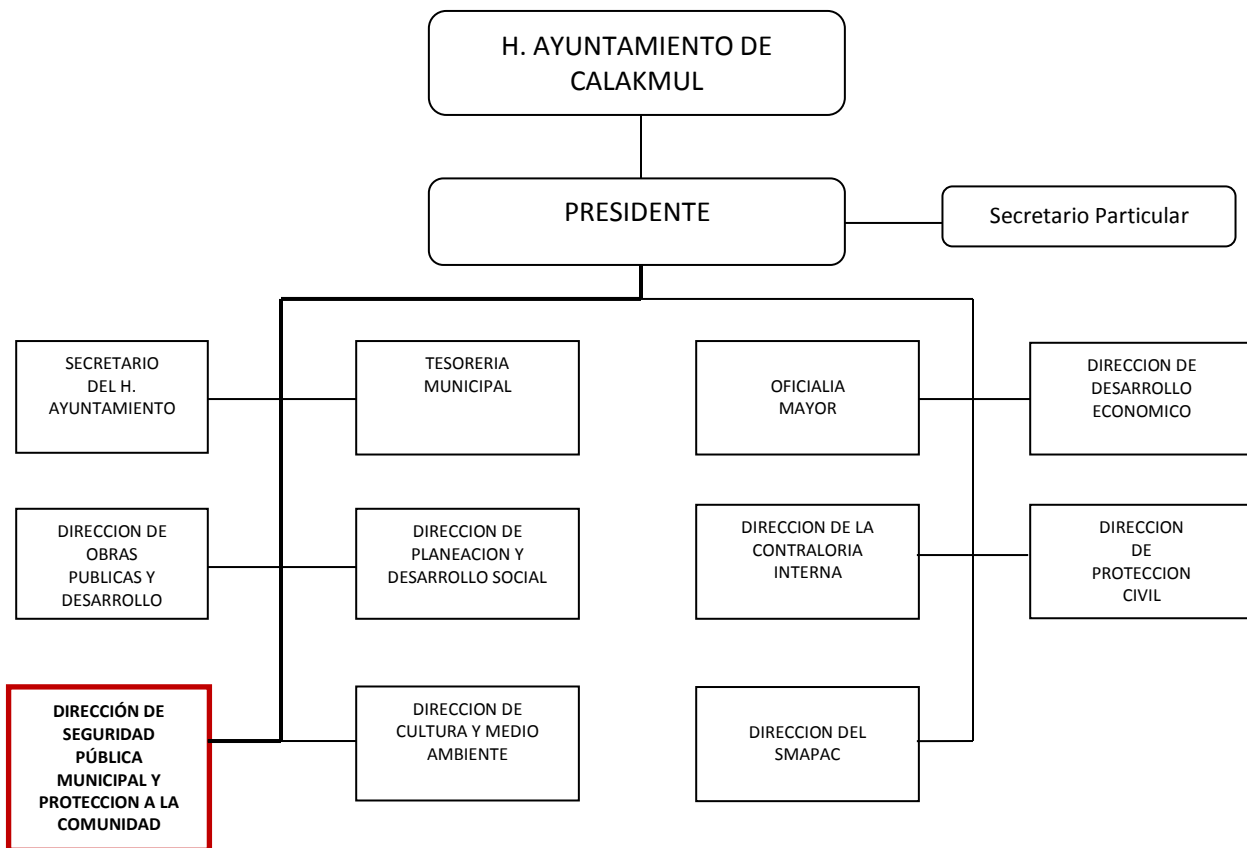 H. AYUNTAMIENTO DE
CALAKMUL
PRESIDENTE
Secretario Particular
SECRETARIO
DEL H.
AYUNTAMIENTO
TESORERIA
MUNICIPAL
OFICIALIA
MAYOR
DIRECCION DE
DESARROLLO
ECONOMICO
DIRECCION DE
OBRAS
PUBLICAS Y
DESARROLLO
DIRECCION DE
PLANEACION Y
DESARROLLO SOCIAL
DIRECCION DE LA
CONTRALORIA
INTERNA
DIRECCION
DE
PROTECCION
CIVIL
DIRECCIÓN DE
SEGURIDAD
PÚBLICA
MUNICIPAL Y
PROTECCION A LA
COMUNIDAD
DIRECCION DE
CULTURA Y MEDIO
AMBIENTE
DIRECCION DEL
SMAPAC